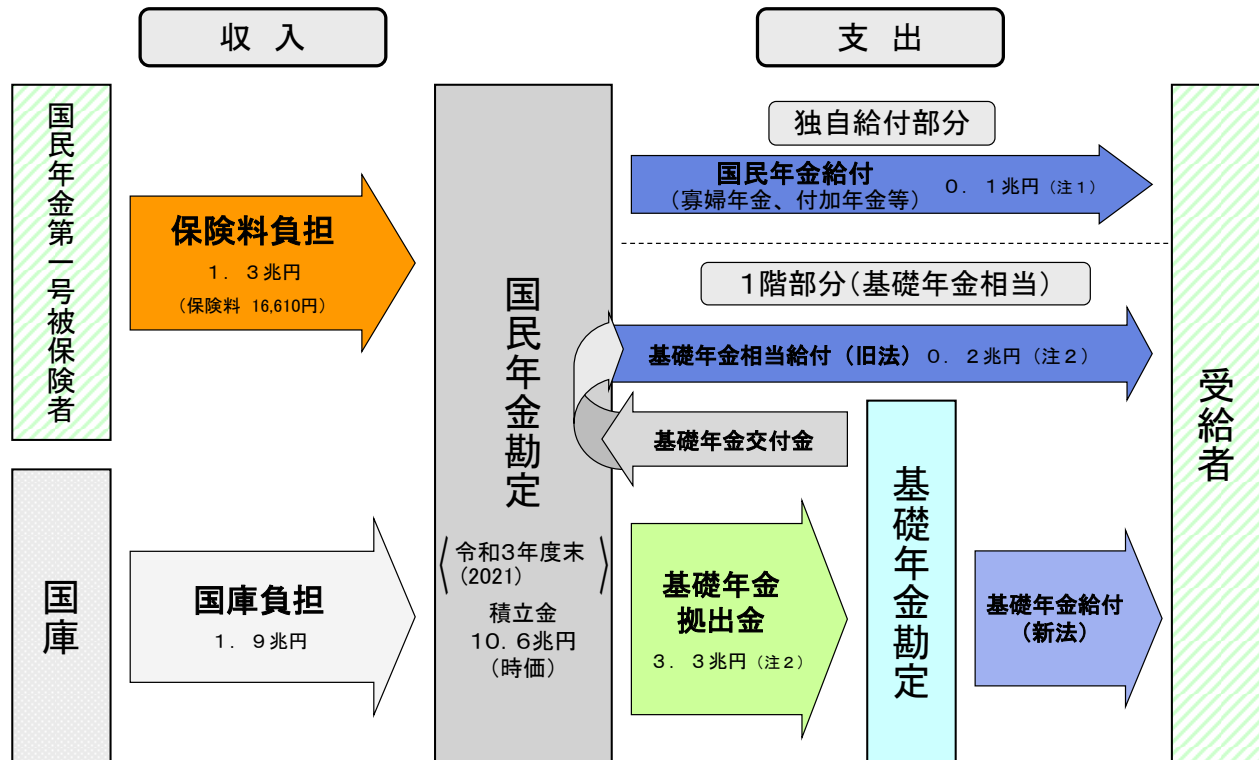 収 入
支 出
国民年金第一号被保険者
保険料負担
１．３兆円
（保険料 16,610円）
国庫
国庫負担
１．９兆円
国民年金勘定
令和3年度末
(2021)
積立金
10.6兆円
(時価)
独自給付部分
国民年金給付
（寡婦年金、付加年金等）
０．１兆円（注１）
１階部分（基礎年金相当）
基礎年金相当給付（旧法）０．２兆円（注２）
基礎年金交付金
基礎年金
拠出金
３．３兆円（注２）
基礎年金勘定
基礎年金給付
（新法）
受給者